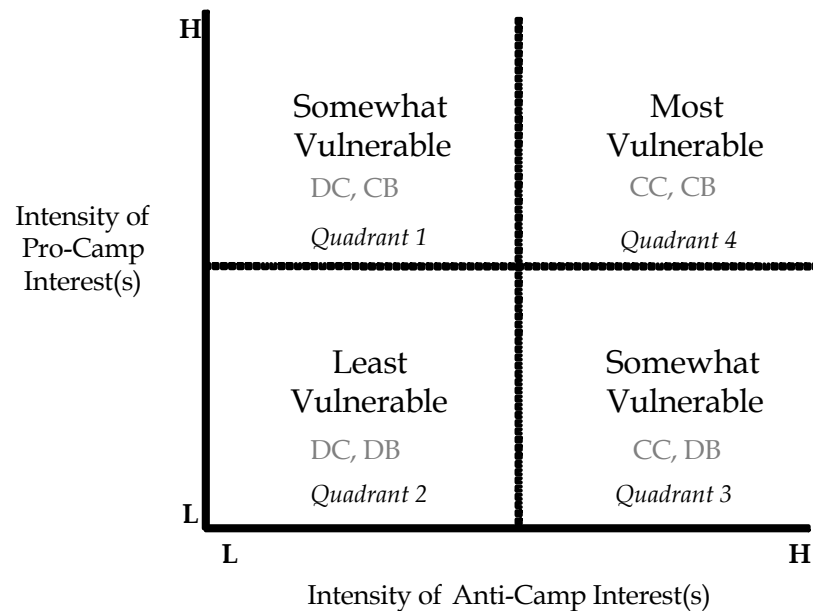 H
Somewhat
Vulnerable
DC, CB
Quadrant 1
Most
Vulnerable
CC, CB
Quadrant 4
Intensity of
Pro-Camp
Interest(s)
Least
Vulnerable
DC, DB
Quadrant 2
Somewhat
Vulnerable
CC, DB
Quadrant 3
L
L
H
Intensity of Anti-Camp Interest(s)